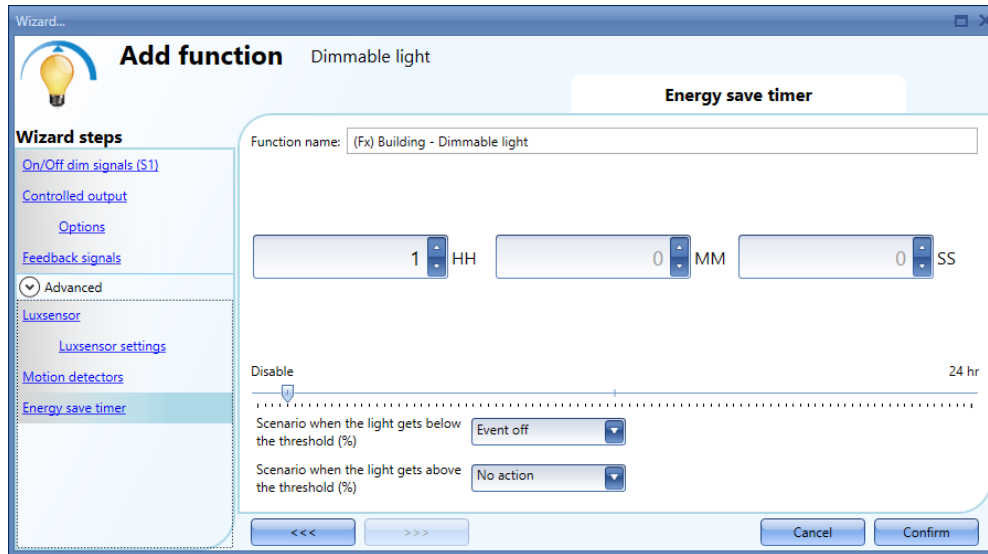 Wizard...
Add function Dimmable light
Energy save timer
Wizard steps
On/Off dim signals (S1)
Controlled output
Options
Feedback signals
Advanced
Luxsensor
Luxsensor settings
Motion detectors
Energy save timer
Function name: (Fx) Building - Dimmable light
1 HH 0 MM 0 SS
Disable 24 hr
Scenario when the light gets below
the threshold (%)
Event off
Scenario when the light gets above
the threshold (%)
No action
<<< >>> Cancel Confirm